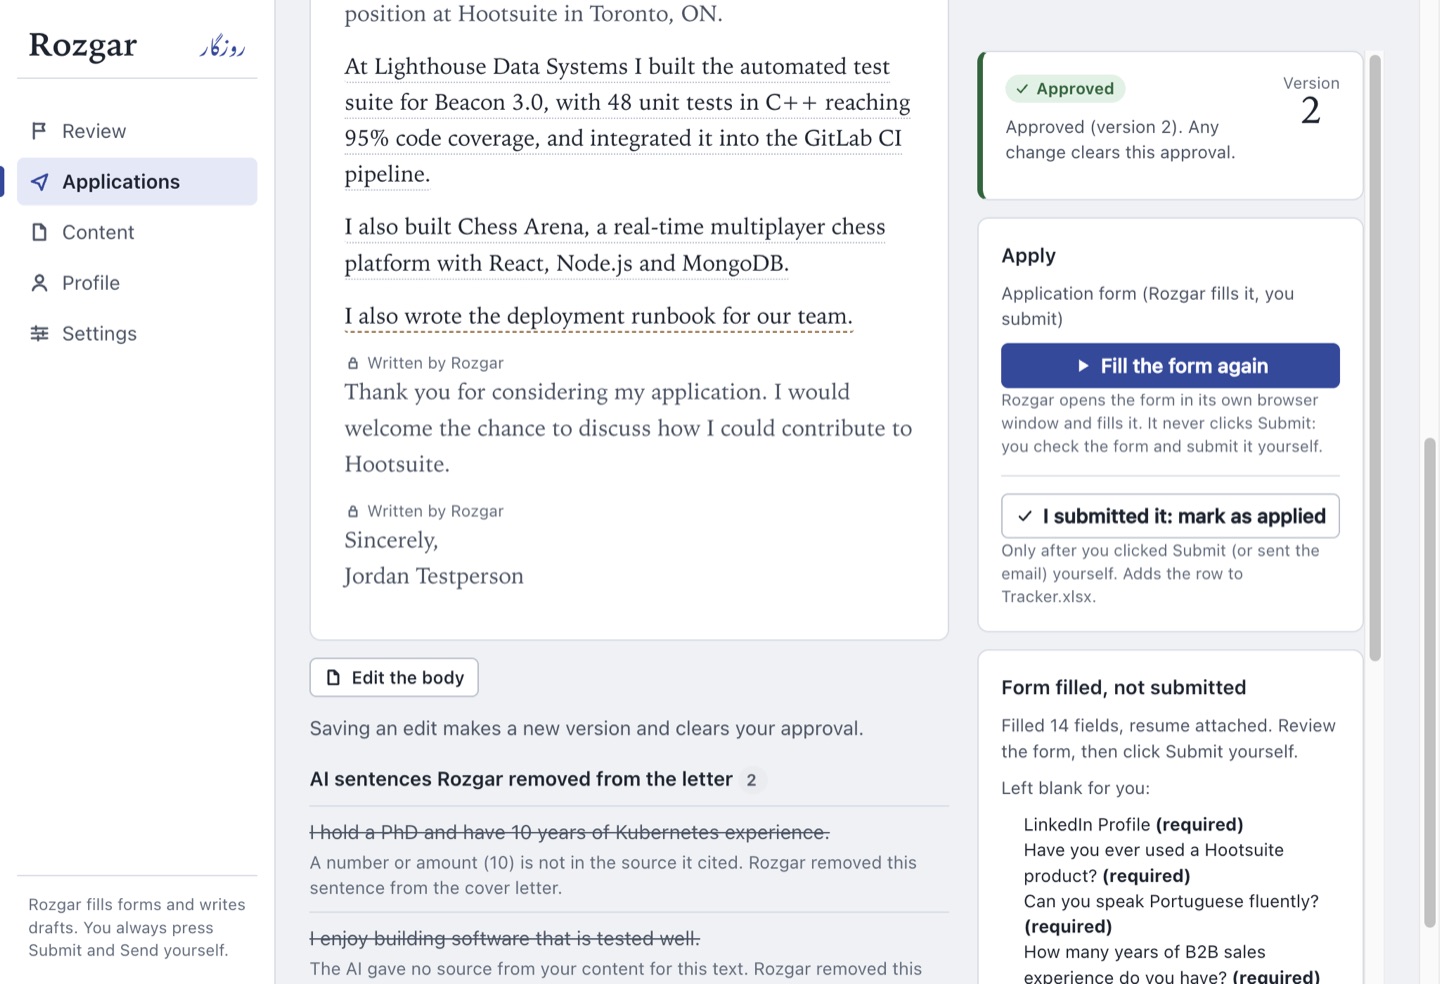 Rozgar
روزگار
Review
Applications
Content
Profile
Settings
Rozgar fills forms and writes
drafts. You always press
Submit and Send yourself.
position at Hootsuite in Toronto, ON.
At Lighthouse Data Systems I built the automated test
suite for Beacon 3.0, with 48 unit tests in C++ reaching
95% code coverage, and integrated it into the GitLab CI
pipeline.
I also built Chess Arena, a real-time multiplayer chess
platform with React, Node.js and MongoDB.
I also wrote the deployment runbook for our team.
Written by Rozgar
Thank you for considering my application. I would
welcome the chance to discuss how I could contribute to
Hootsuite.
Written by Rozgar
Sincerely,
Jordan Testperson
Edit the body
Saving an edit makes a new version and clears your approval.
AI sentences Rozgar removed from the letter 2
I hold a PhD and have 10 years of Kubernetes experience.
A number or amount (10) is not in the source it cited. Rozgar removed this
sentence from the cover letter.
I enjoy building software that is tested well.
The AI gave no source from your content for this text. Rozgar removed this
Approved
Version
2
Approved (version 2). Any
change clears this approval.
Apply
Application form (Rozgar fills it, you
submit)
Fill the form again
Rozgar opens the form in its own browser
window and fills it. It never clicks Submit:
you check the form and submit it yourself.
I submitted it: mark as applied
Only after you clicked Submit (or sent the
email) yourself. Adds the row to
Tracker.xlsx.
Form filled, not submitted
Filled 14 fields, resume attached. Review
the form, then click Submit yourself.
Left blank for you:
LinkedIn Profile (required)
Have you ever used a Hootsuite
product? (required)
Can you speak Portuguese fluently?
(required)
How many years of B2B sales
experience do you have? (required)